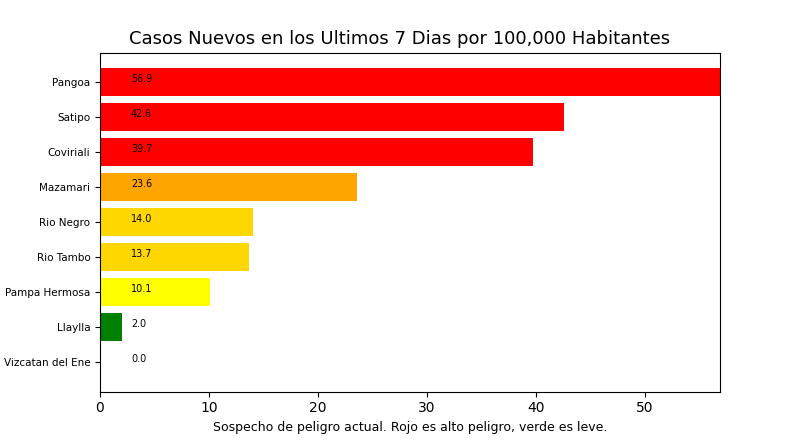 Casos Nuevos en los Ultimos 7 Dias por 100,000 Habitantes
Pangoa 56.9
Satipo 42.6
Coviriali 39.7
Mazamari 23.6
Rio Negro 14.0
Rio Tambo 13.7
Pampa Hermosa 10.1
Llaylla 2.0
Vizcatan del Ene 0.0
0 10 20 30 40 50
Sospecho de peligro actual. Rojo es alto peligro, verde es leve.